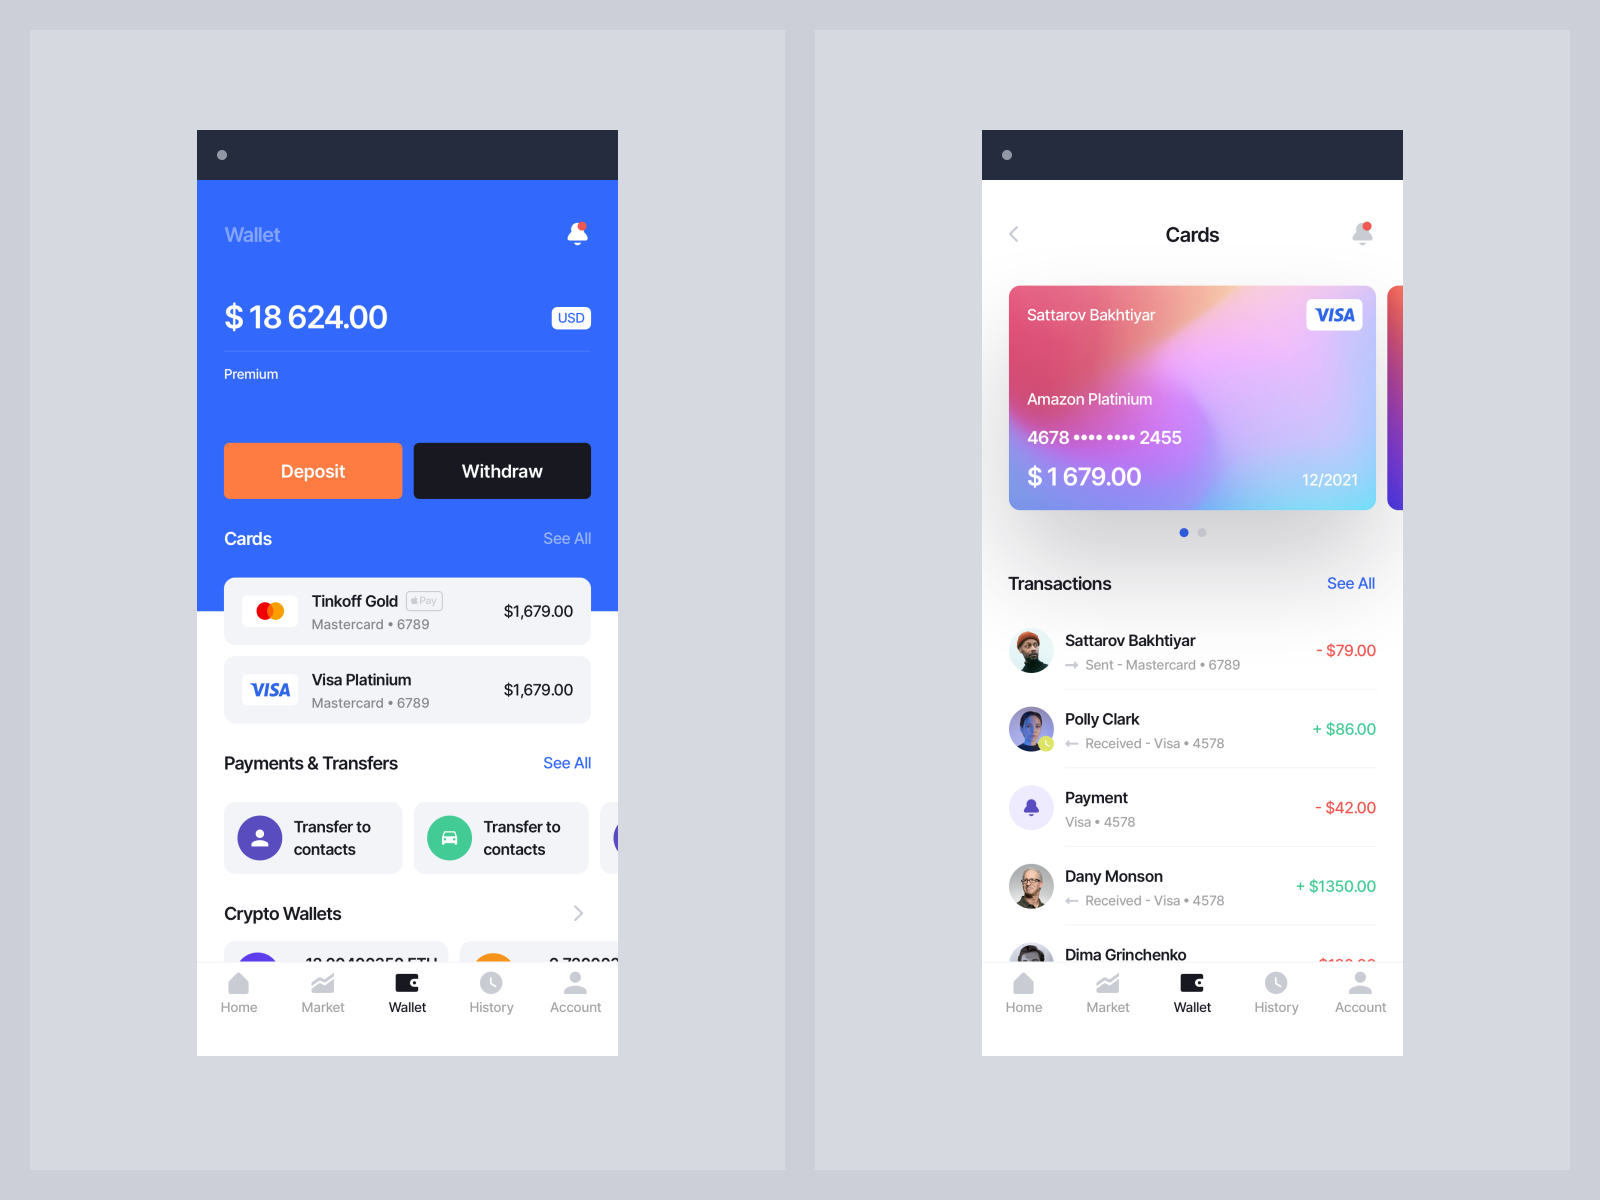 Wallet
$ 18 624.00
USD
Premium
Deposit
Withdraw
Cards
See All
Tinkoff Gold
Pay
$1,679.00
Mastercard • 6789
VISA
Visa Platinium
$1,679.00
Mastercard • 6789
Payments & Transfers
See All
Transfer to
contacts
Transfer to
contacts
Crypto Wallets
Home
Market
Wallet
History
Account
Cards
Sattarov Bakhtiyar
VISA
Amazon Platinium
4678 •••• •••• 2455
$ 1 679.00
12/2021
Transactions
See All
Sattarov Bakhtiyar
- $79.00
Sent - Mastercard • 6789
Polly Clark
+ $86.00
Received - Visa • 4578
Payment
- $42.00
Visa • 4578
Dany Monson
+ $1350.00
Received - Visa • 4578
Dima Grinchenko
Home
Market
Wallet
History
Account